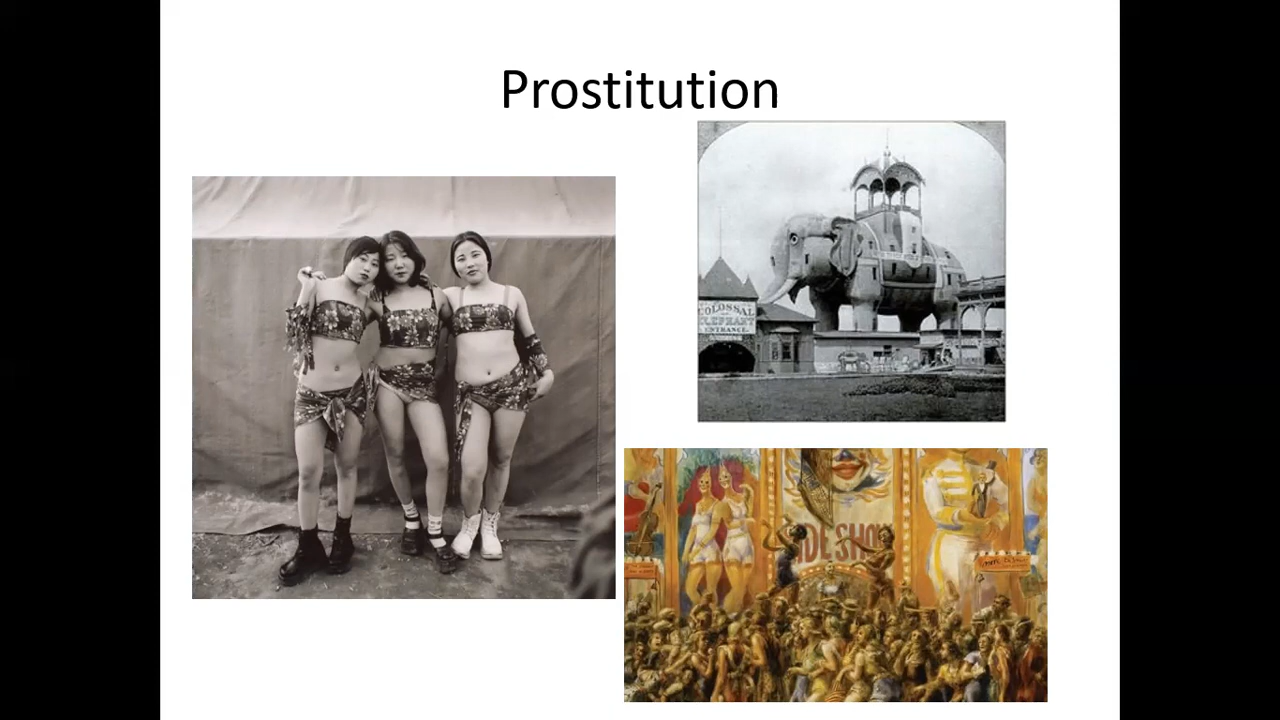 Prostitution
COLOSSAL
ELEPHANT
ENTRANCE.
SIDE SHOW